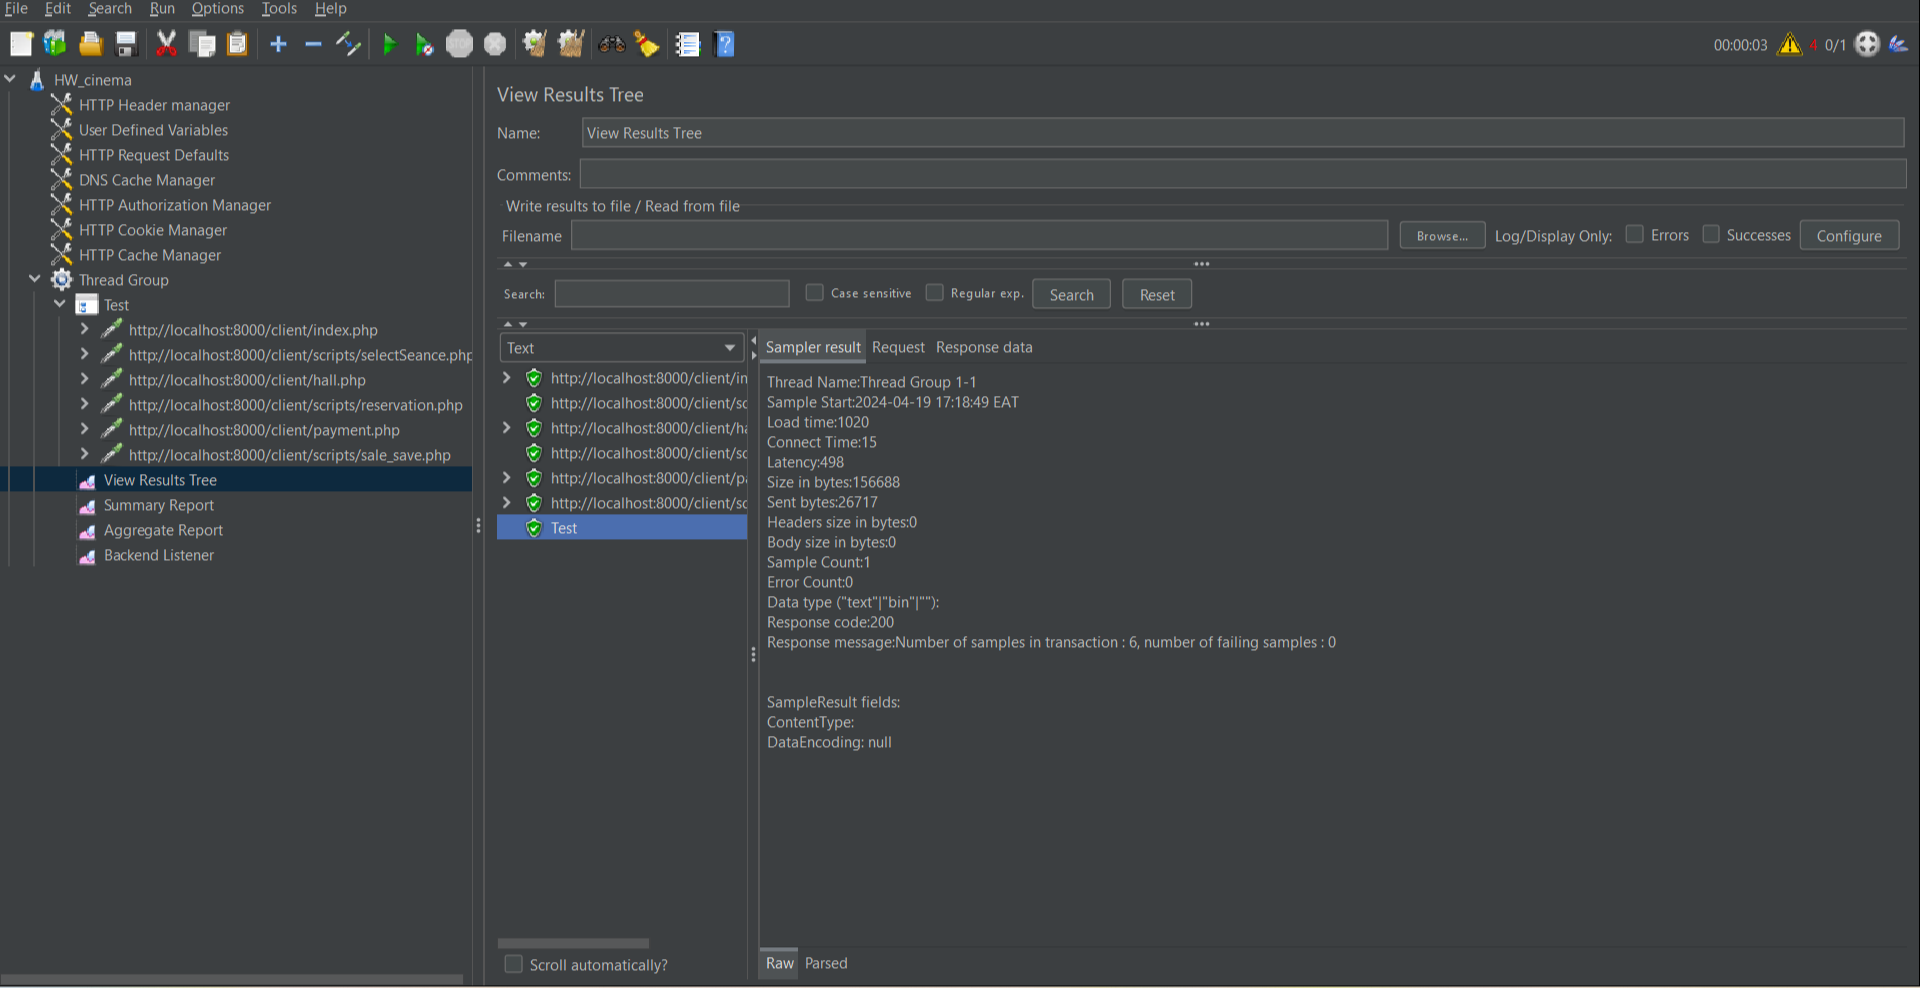 File Edit Search Run Options Tools Help
STOP
00:00:03 4 0/1
HW_cinema
HTTP Header manager
User Defined Variables
HTTP Request Defaults
DNS Cache Manager
HTTP Authorization Manager
HTTP Cookie Manager
HTTP Cache Manager
Thread Group
Test
http://localhost:8000/client/index.php
http://localhost:8000/client/scripts/selectSeance.php
http://localhost:8000/client/hall.php
http://localhost:8000/client/scripts/reservation.php
http://localhost:8000/client/payment.php
http://localhost:8000/client/scripts/sale_save.php
View Results Tree
Summary Report
Aggregate Report
Backend Listener
View Results Tree
Name: View Results Tree
Comments:
Write results to file / Read from file
Filename Browse... Log/Display Only: Errors Successes Configure
Search: Case sensitive Regular exp. Search Reset
Text
http://localhost:8000/client/in
http://localhost:8000/client/sc
http://localhost:8000/client/ha
http://localhost:8000/client/sc
http://localhost:8000/client/pa
http://localhost:8000/client/sc
Test
Scroll automatically?
Sampler result Request Response data
Thread Name:Thread Group 1-1
Sample Start:2024-04-19 17:18:49 EAT
Load time:1020
Connect Time:15
Latency:498
Size in bytes:156688
Sent bytes:26717
Headers size in bytes:0
Body size in bytes:0
Sample Count:1
Error Count:0
Data type ("text"|"bin"|""):
Response code:200
Response message:Number of samples in transaction : 6, number of failing samples : 0
SampleResult fields:
ContentType:
DataEncoding: null
Raw Parsed